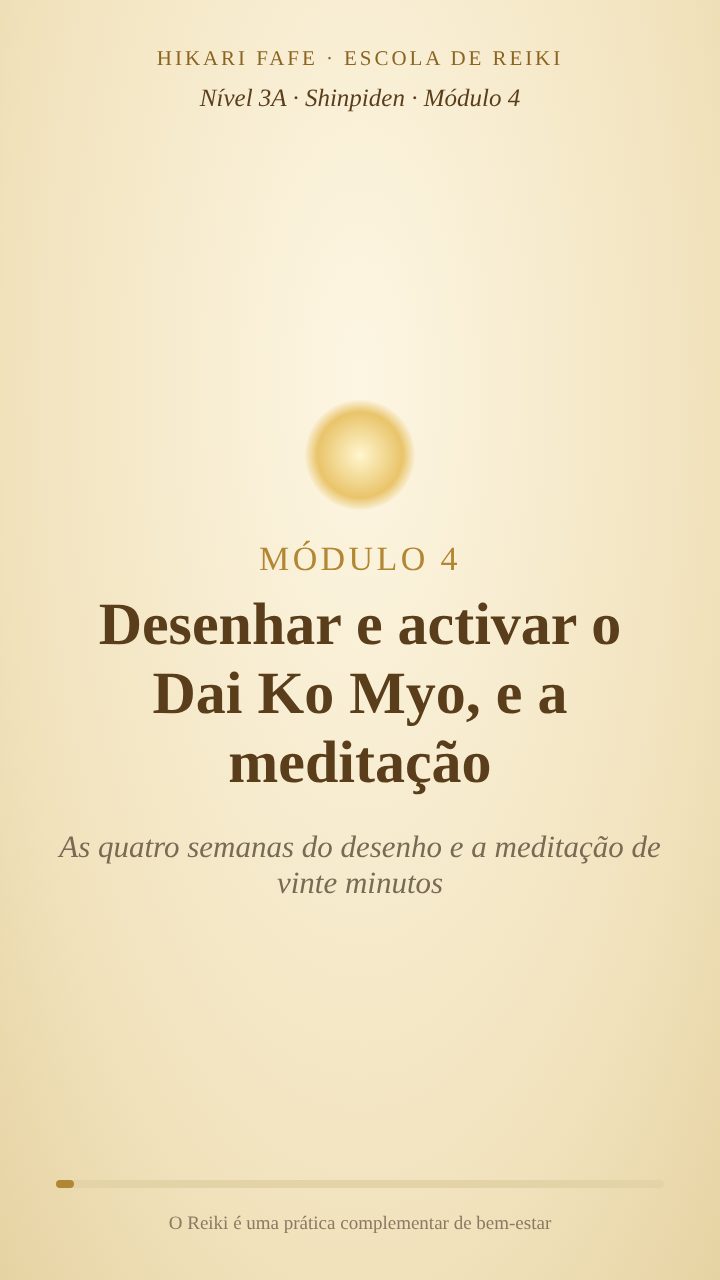 HIKARI FAFE · ESCOLA DE REIKI
Nível 3A · Shinpiden · Módulo 4
MÓDULO 4
Desenhar e activar o
Dai Ko Myo, e a
meditação
As quatro semanas do desenho e a meditação de
vinte minutos
O Reiki é uma prática complementar de bem-estar